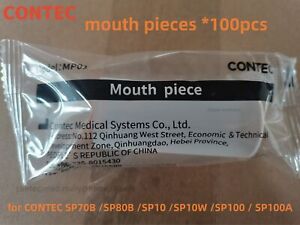 CONTEC
mouth pieces *100pcs
CONTEC
Mouth piece
Contec Medical Systems Co., Ltd.
No.112 Qinhuang West Street, Economic & Technical
Development Zone, Qinhuangdao, Hebei Province,
REPUBLIC OF CHINA
8015430
for CONTEC SP70B /SP80B /SP10 /SP10W /SP100 / SP100A